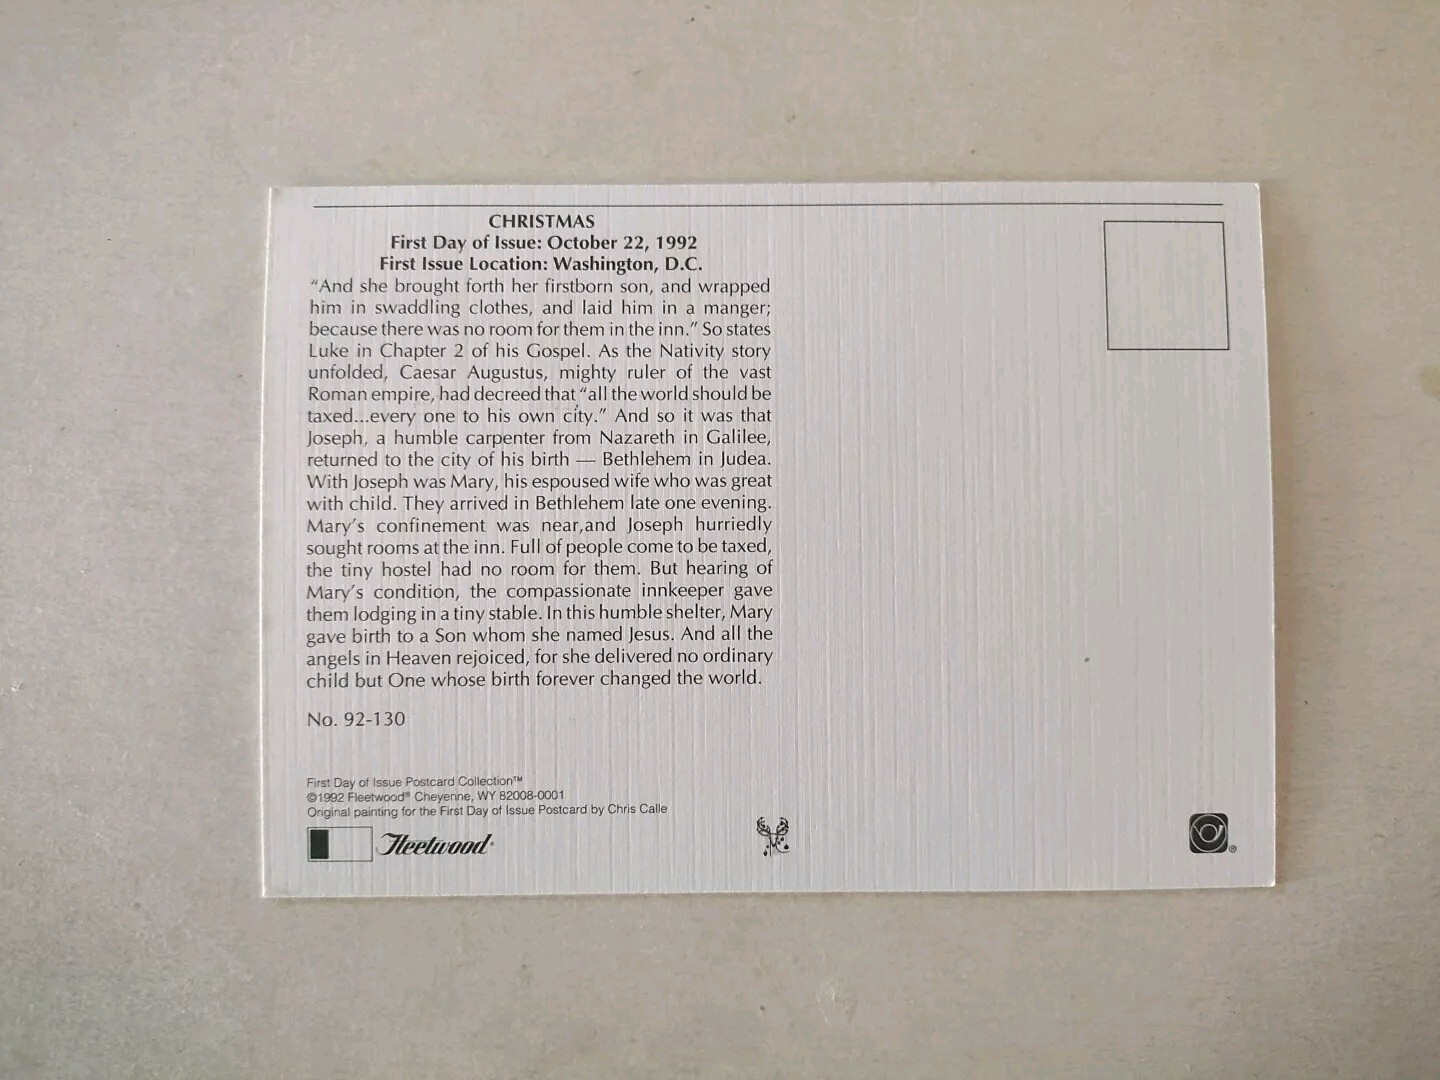 CHRISTMAS
First Day of Issue: October 22, 1992
First Issue Location: Washington, D.C.
“And she brought forth her firstborn son, and wrapped
him in swaddling clothes, and laid him in a manger;
because there was no room for them in the inn.” So states
Luke in Chapter 2 of his Gospel. As the Nativity story
unfolded, Caesar Augustus, mighty ruler of the vast
Roman empire, had decreed that “all the world should be
taxed...every one to his own city.” And so it was that
Joseph, a humble carpenter from Nazareth in Galilee,
returned to the city of his birth — Bethlehem in Judea.
With Joseph was Mary, his espoused wife who was great
with child. They arrived in Bethlehem late one evening.
Mary’s confinement was near,and Joseph hurriedly
sought rooms at the inn. Full of people come to be taxed,
the tiny hostel had no room for them. But hearing of
Mary’s condition, the compassionate innkeeper gave
them lodging in a tiny stable. In this humble shelter, Mary
gave birth to a Son whom she named Jesus. And all the
angels in Heaven rejoiced, for she delivered no ordinary
child but One whose birth forever changed the world.
No. 92-130
First Day of Issue Postcard Collection™
©1992 Fleetwood® Cheyenne, WY 82008-0001
Original painting for the First Day of Issue Postcard by Chris Calle
Fleetwood®
®